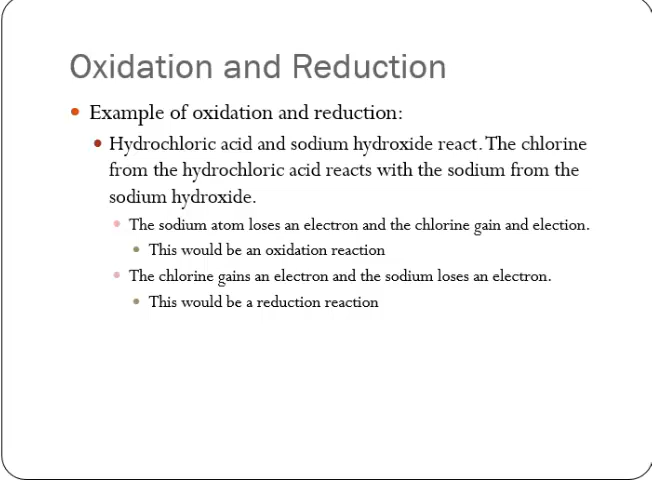 Oxidation and Reduction
Example of oxidation and reduction:
Hydrochloric acid and sodium hydroxide react. The chlorine
from the hydrochloric acid reacts with the sodium from the
sodium hydroxide.
The sodium atom loses an electron and the chlorine gain and election.
This would be an oxidation reaction
The chlorine gains an electron and the sodium loses an electron.
This would be a reduction reaction